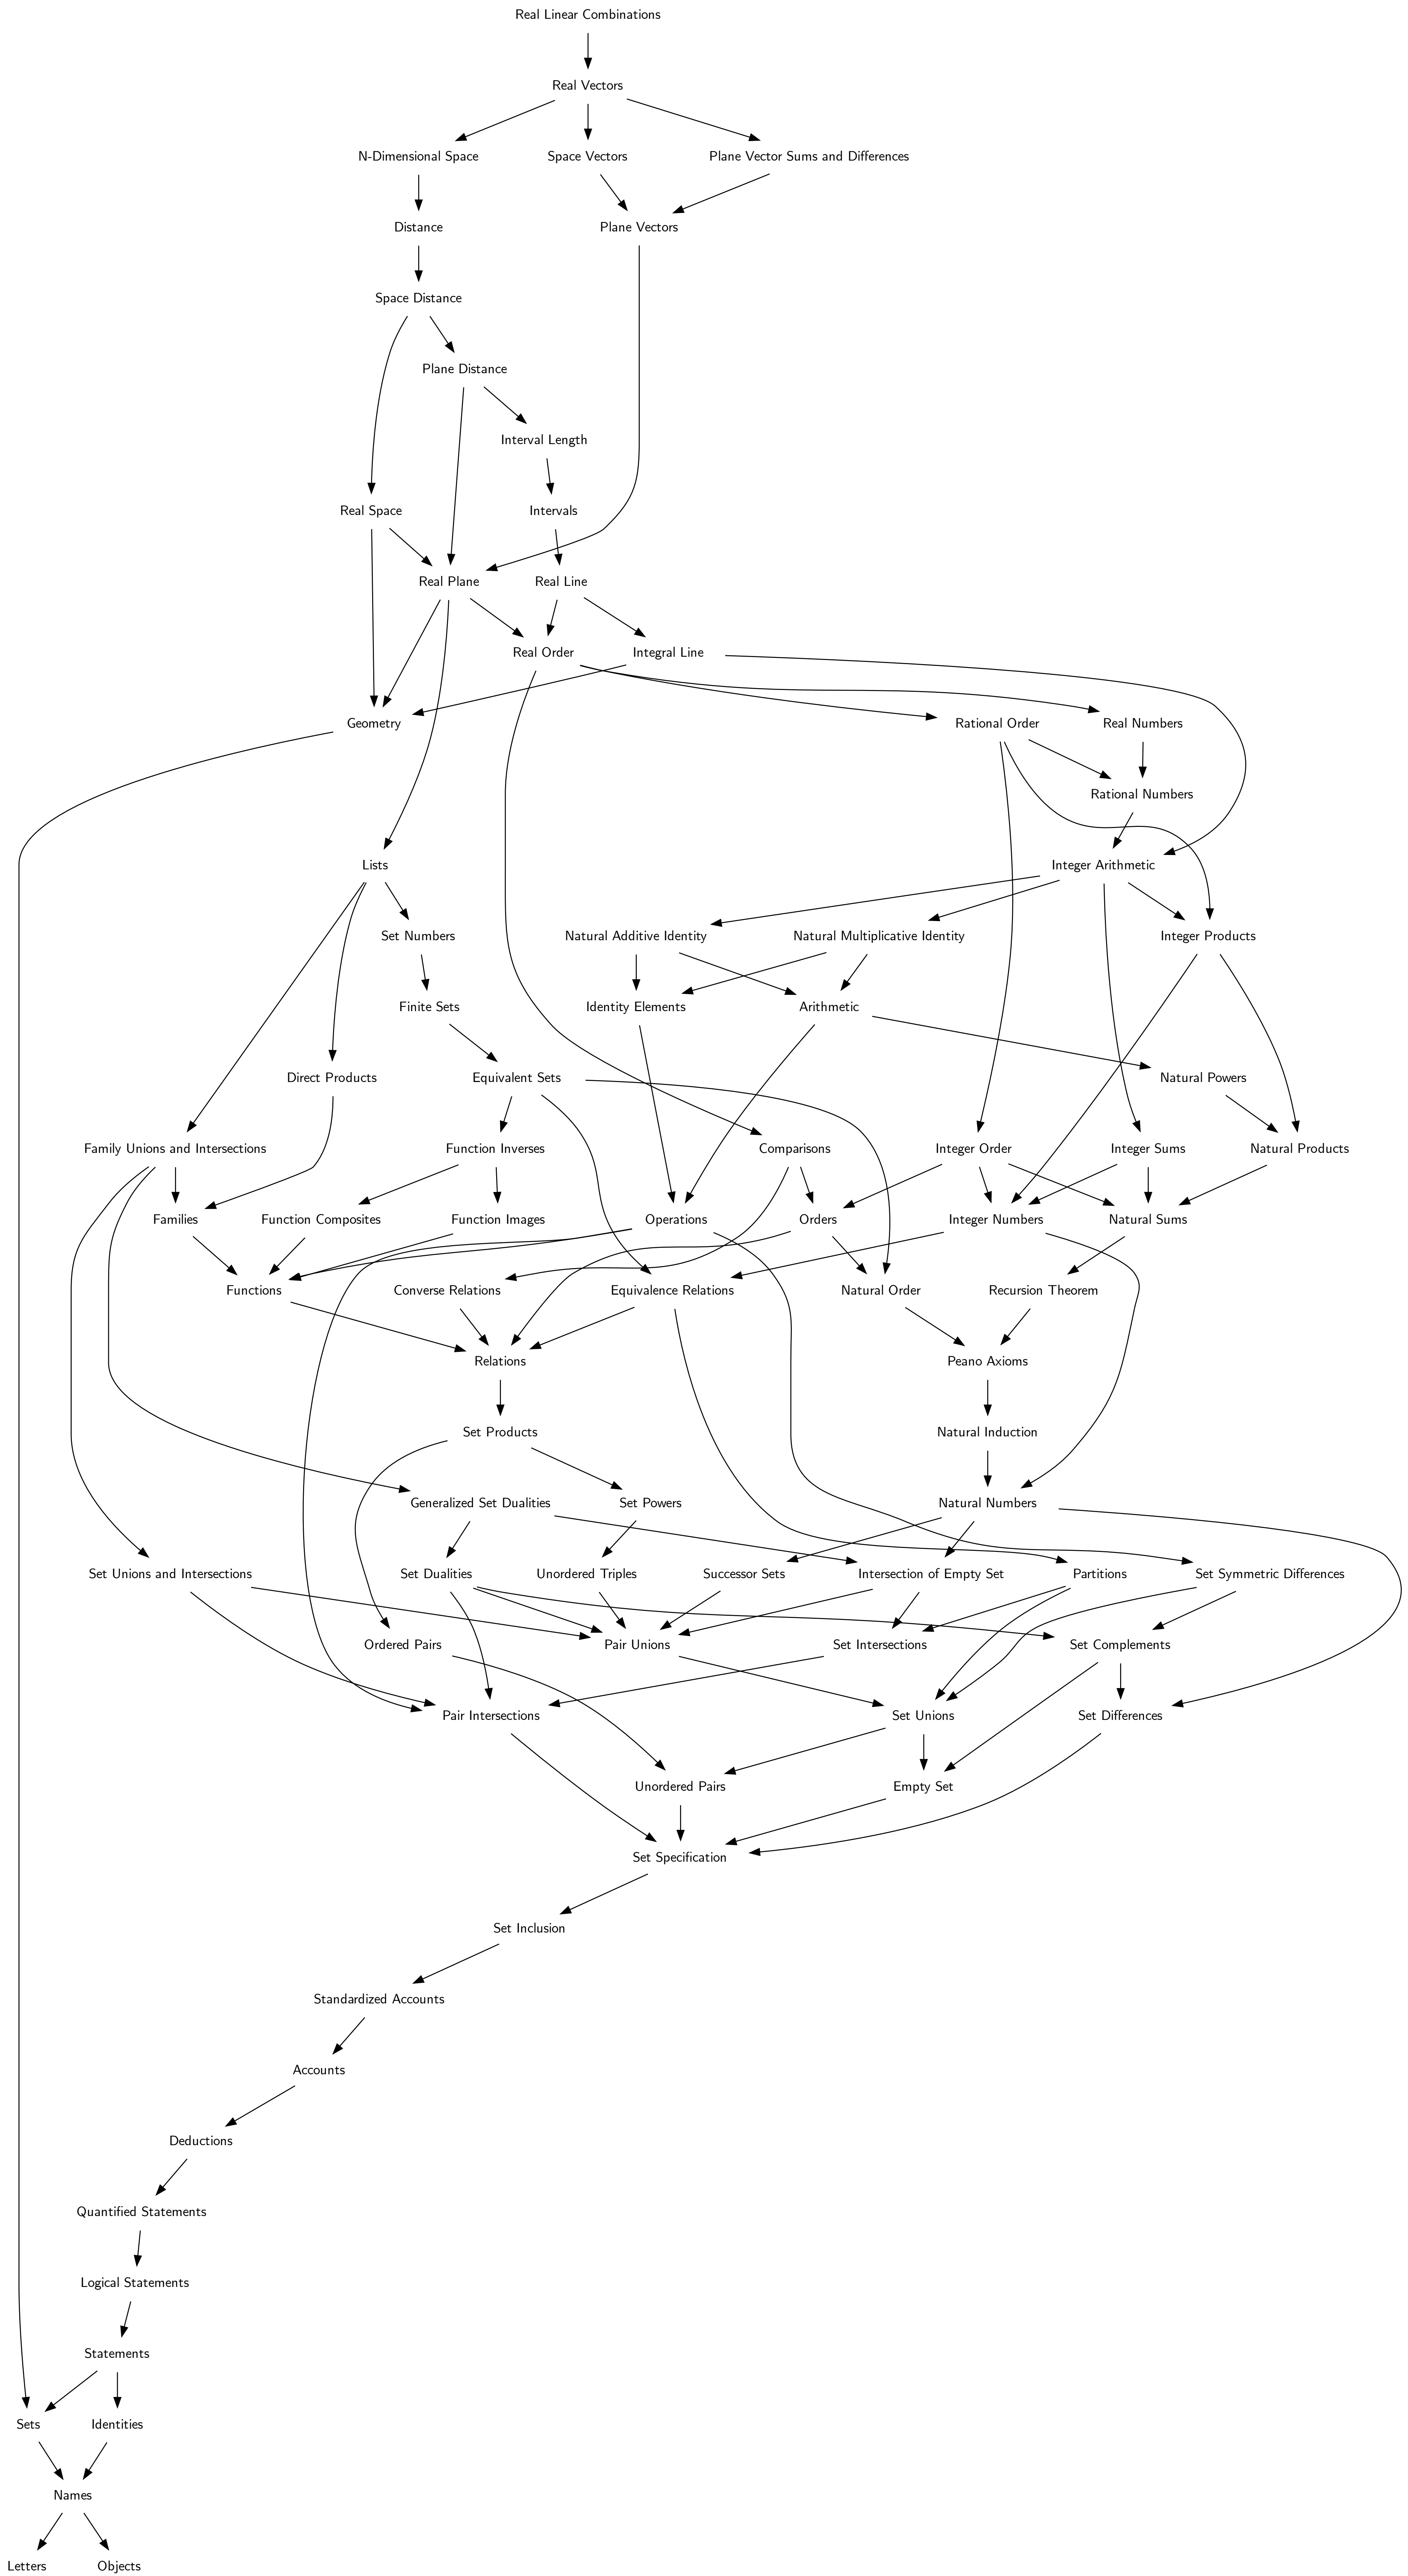 Real Linear Combinations
Real Vectors
N-Dimensional Space
Space Vectors
Plane Vector Sums and Differences
Distance
Plane Vectors
Space Distance
Plane Distance
Interval Length
Real Space
Intervals
Real Plane
Real Line
Real Order
Integral Line
Geometry
Rational Order
Real Numbers
Rational Numbers
Lists
Integer Arithmetic
Set Numbers
Natural Additive Identity
Natural Multiplicative Identity
Integer Products
Finite Sets
Identity Elements
Arithmetic
Direct Products
Equivalent Sets
Natural Powers
Family Unions and Intersections
Function Inverses
Comparisons
Integer Order
Integer Sums
Natural Products
Families
Function Composites
Function Images
Operations
Orders
Integer Numbers
Natural Sums
Functions
Converse Relations
Equivalence Relations
Natural Order
Recursion Theorem
Relations
Peano Axioms
Set Products
Natural Induction
Generalized Set Dualities
Set Powers
Natural Numbers
Set Unions and Intersections
Set Dualities
Unordered Triples
Successor Sets
Intersection of Empty Set
Partitions
Set Symmetric Differences
Ordered Pairs
Pair Unions
Set Intersections
Set Complements
Pair Intersections
Set Unions
Set Differences
Unordered Pairs
Empty Set
Set Specification
Set Inclusion
Standardized Accounts
Accounts
Deductions
Quantified Statements
Logical Statements
Statements
Sets
Identities
Names
Letters
Objects